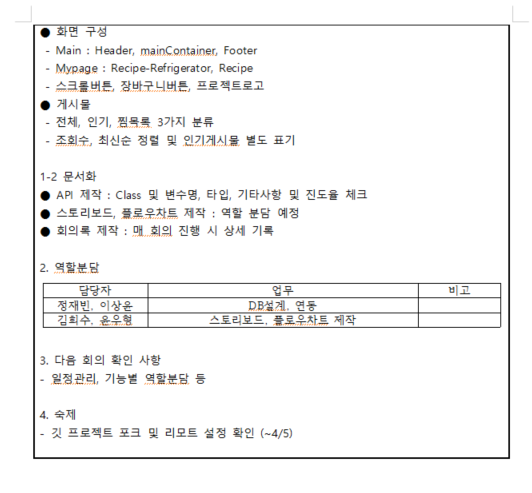 ● 화면 구성
- Main : Header, mainContainer, Footer
- Mypage : Recipe-Refrigerator, Recipe
- 스크롤버튼, 장바구니버튼, 프로젝트로고
● 게시물
- 전체, 인기, 찜목록 3가지 분류
- 조회수, 최신순 정렬 및 인기게시물 별도 표기
1-2 문서화
● API 제작 : Class 및 변수명, 타입, 기타사항 및 진도율 체크
● 스토리보드, 플로우차트 제작 : 역할 분담 예정
● 회의록 제작 : 매 회의 진행 시 상세 기록
2. 역할분담
담당자 업무 비고
정재빈, 이상윤 DB설계, 연동
김희수, 윤우형 스토리보드, 플로우차트 제작
3. 다음 회의 확인 사항
- 일정관리, 기능별 역할분담 등
4. 숙제
- 깃 프로젝트 포크 및 리모트 설정 확인 (~4/5)